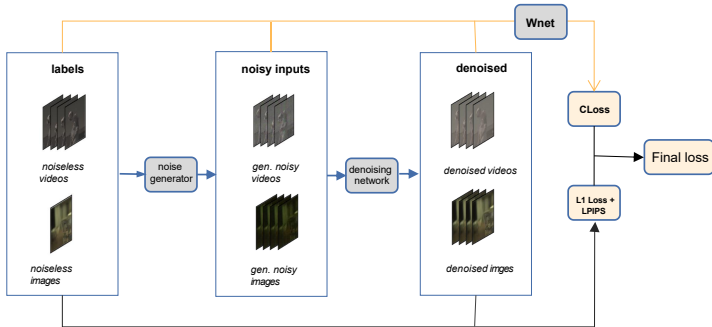 Wnet
labels
noisy inputs
denoised
CLoss
noiseless
videos
noise
generator
gen. noisy
videos
denoising
network
denoised videos
Final loss
L1 Loss +
LPIPS
noiseless
images
gen. noisy
images
denoised imges